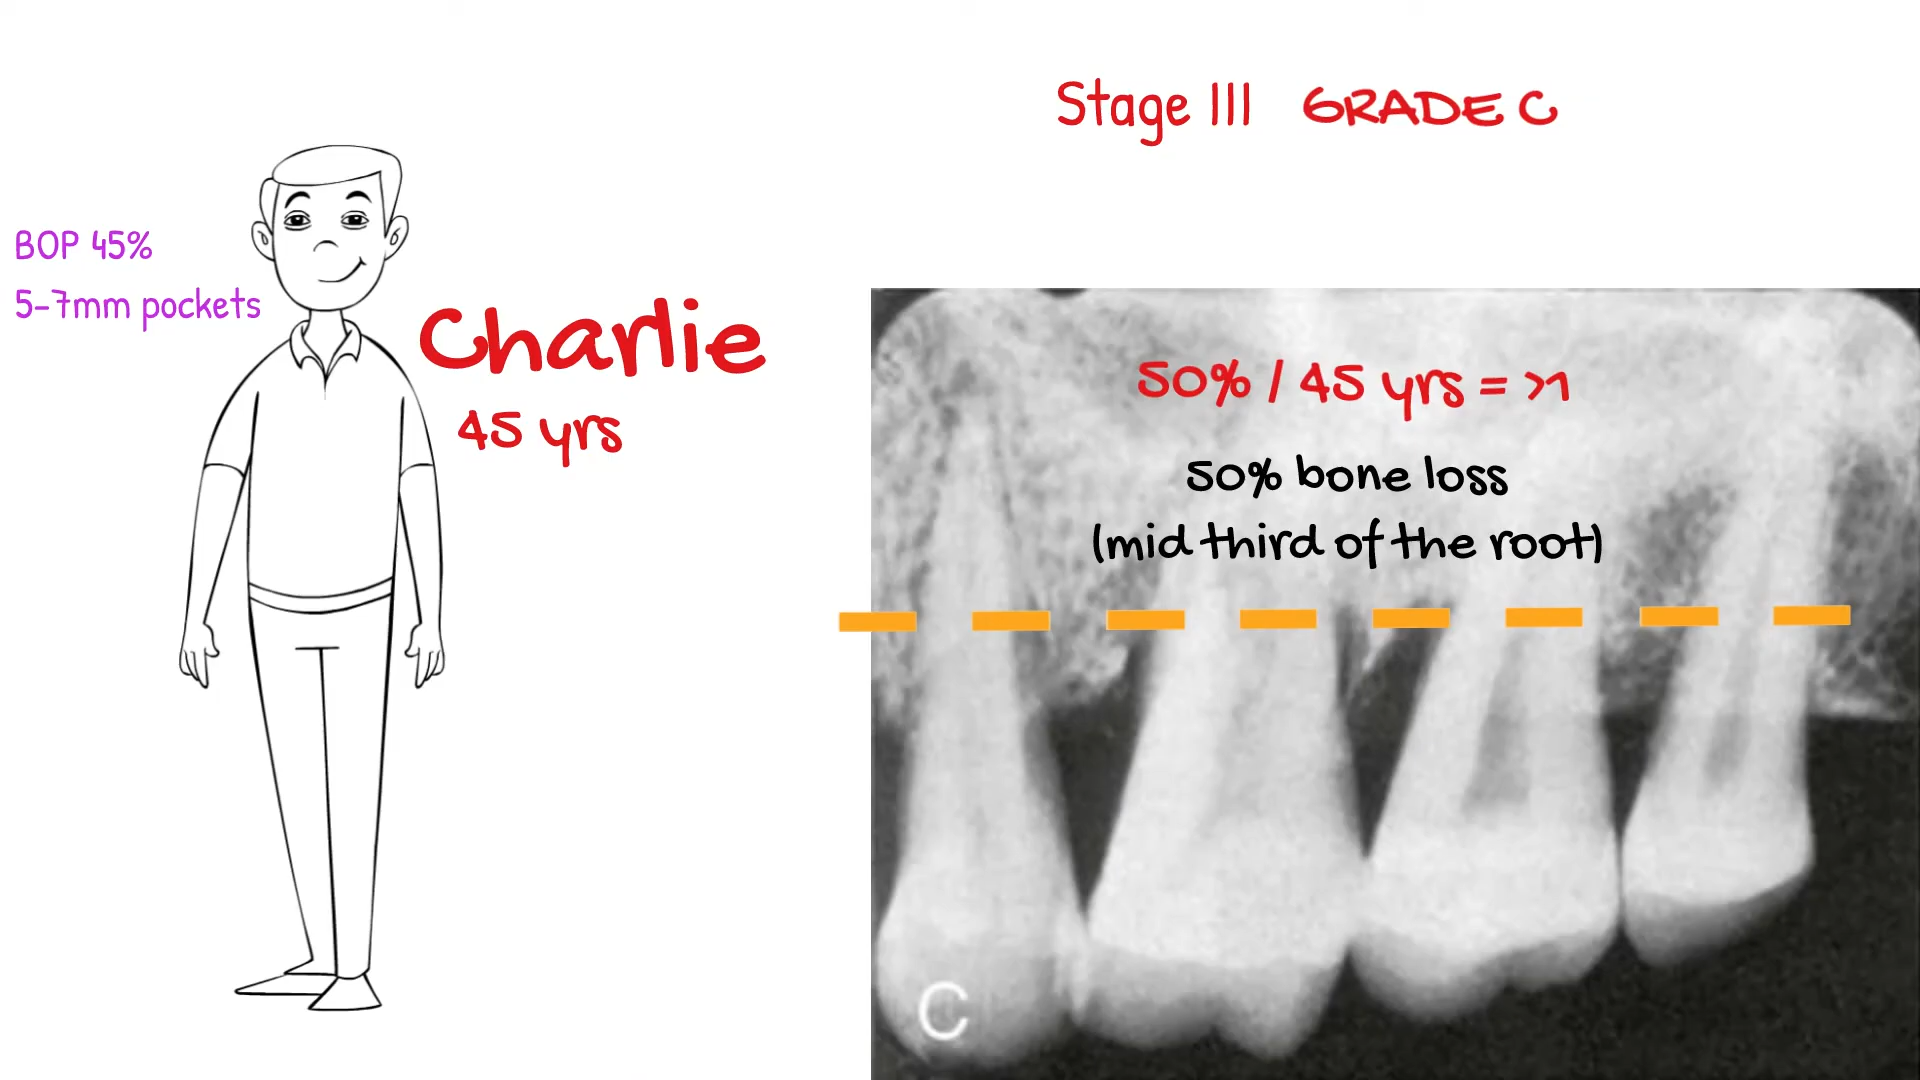 Stage III GRADE C
BOP 45%
5-7mm pockets
Charlie
45 yrs
50% / 45 yrs = >1
50% bone loss
(mid third of the root)
C